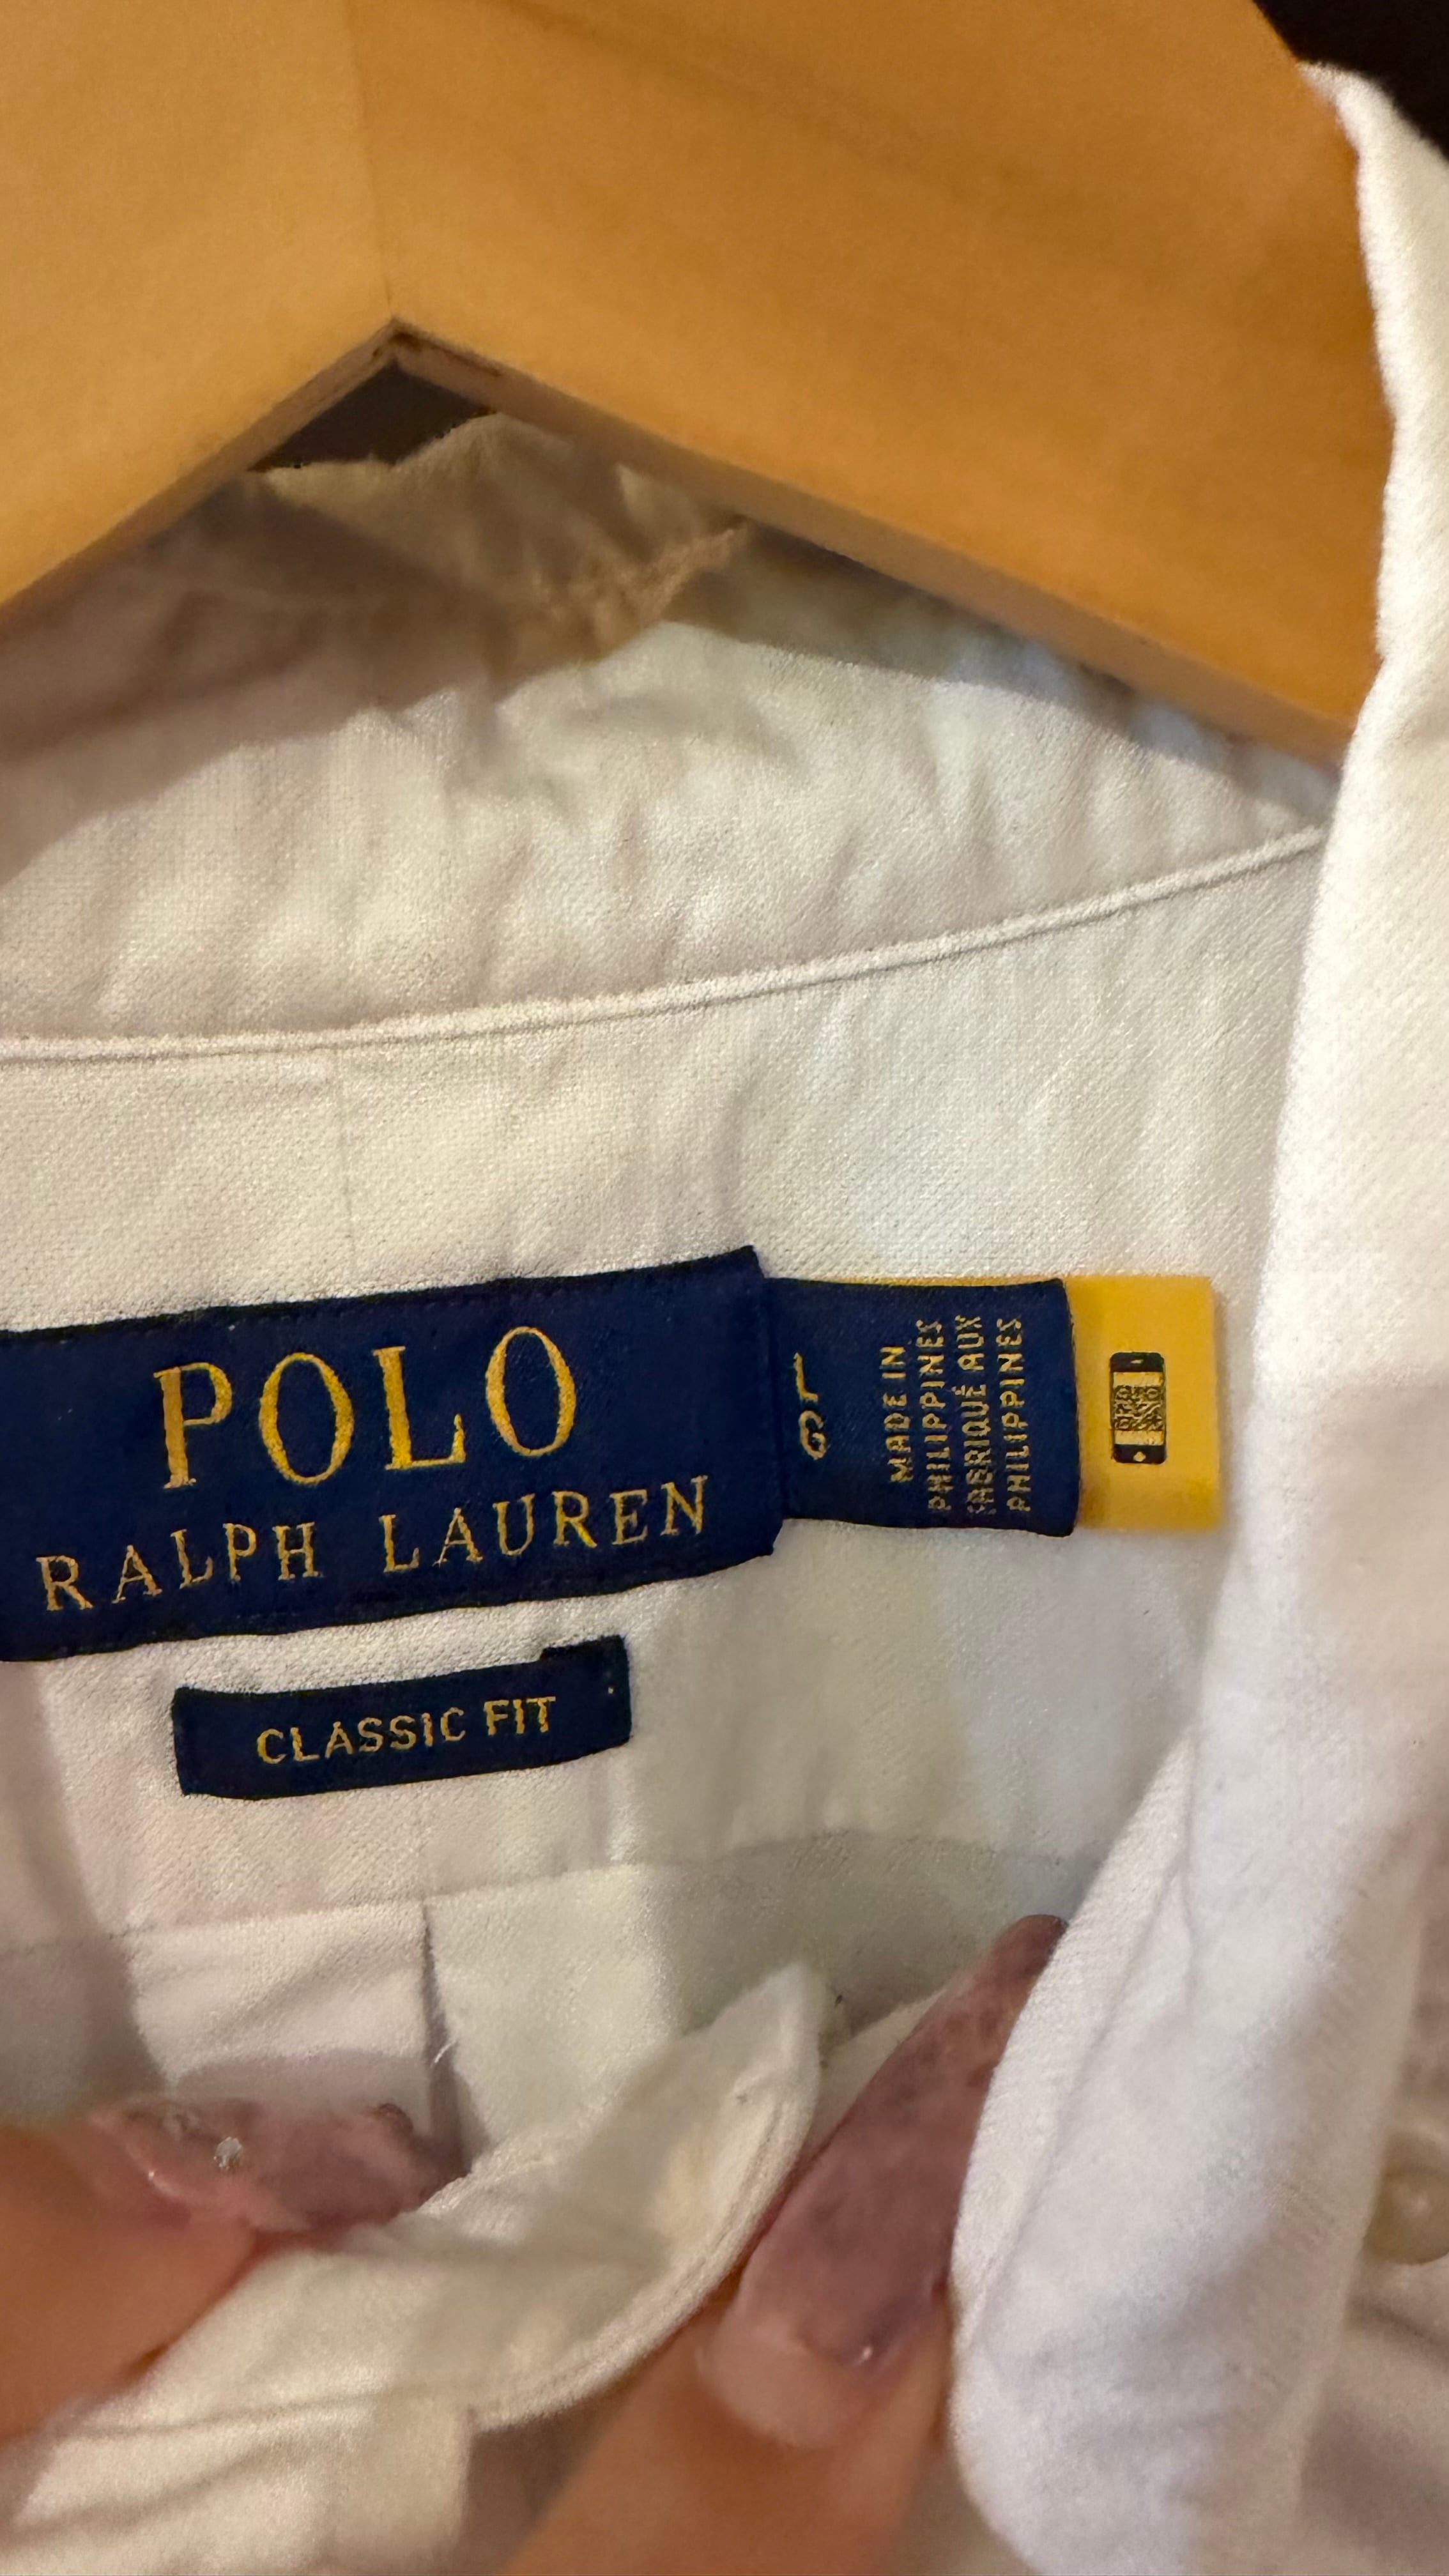 POLO
RALPH LAUREN
CLASSIC FIT
L
G
MADE IN
PHILIPPINES
FABRIQUÉ AUX
PHILIPPINES